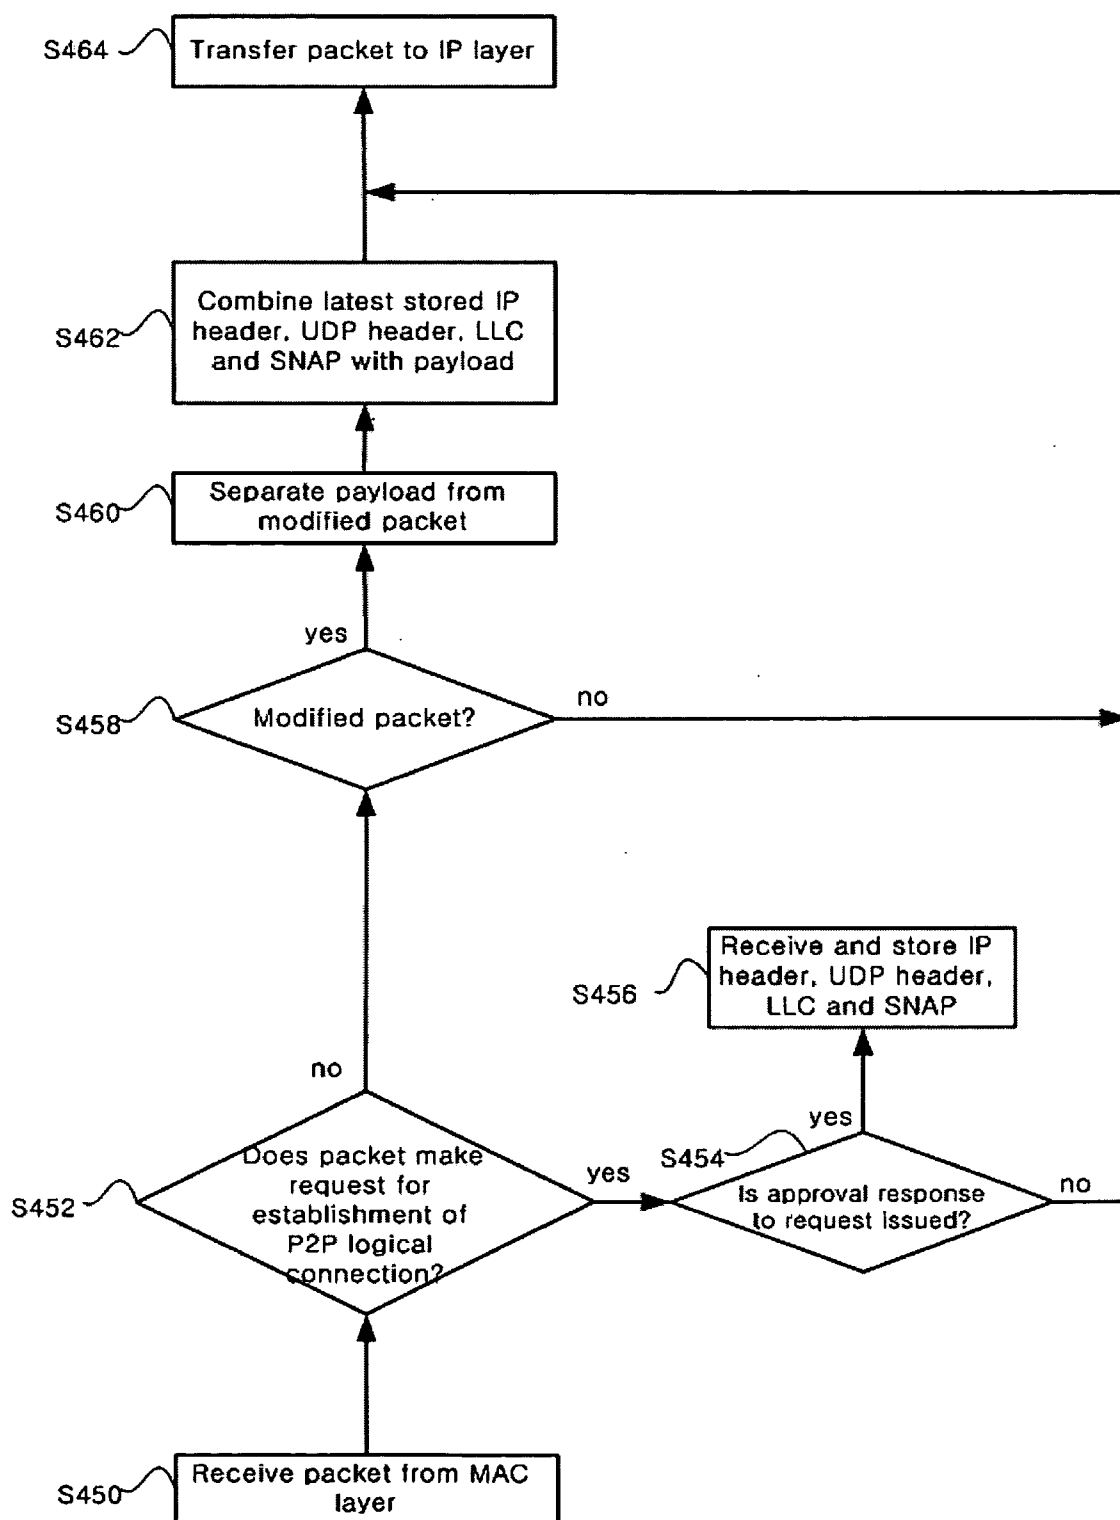 S464
Transfer packet to IP layer
S462
Combine latest stored IP
header, UDP header, LLC
and SNAP with payload
S460
Separate payload from
modified packet
yes
S458
Modified packet?
no
S456
Receive and store IP
header, UDP header,
LLC and SNAP
no
yes
S454
S452
Does packet make
request for
establishment of
P2P logical
connection?
yes
Is approval response
to request issued?
no
S450
Receive packet from MAC
layer